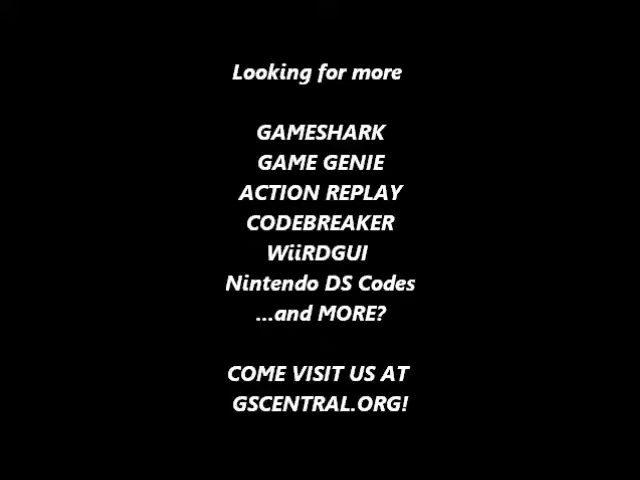 Looking for more
GAMESHARK
GAME GENIE
ACTION REPLAY
CODEBREAKER
WiiRDGUI
Nintendo DS Codes
...and MORE?
COME VISIT US AT
GSCENTRAL.ORG!